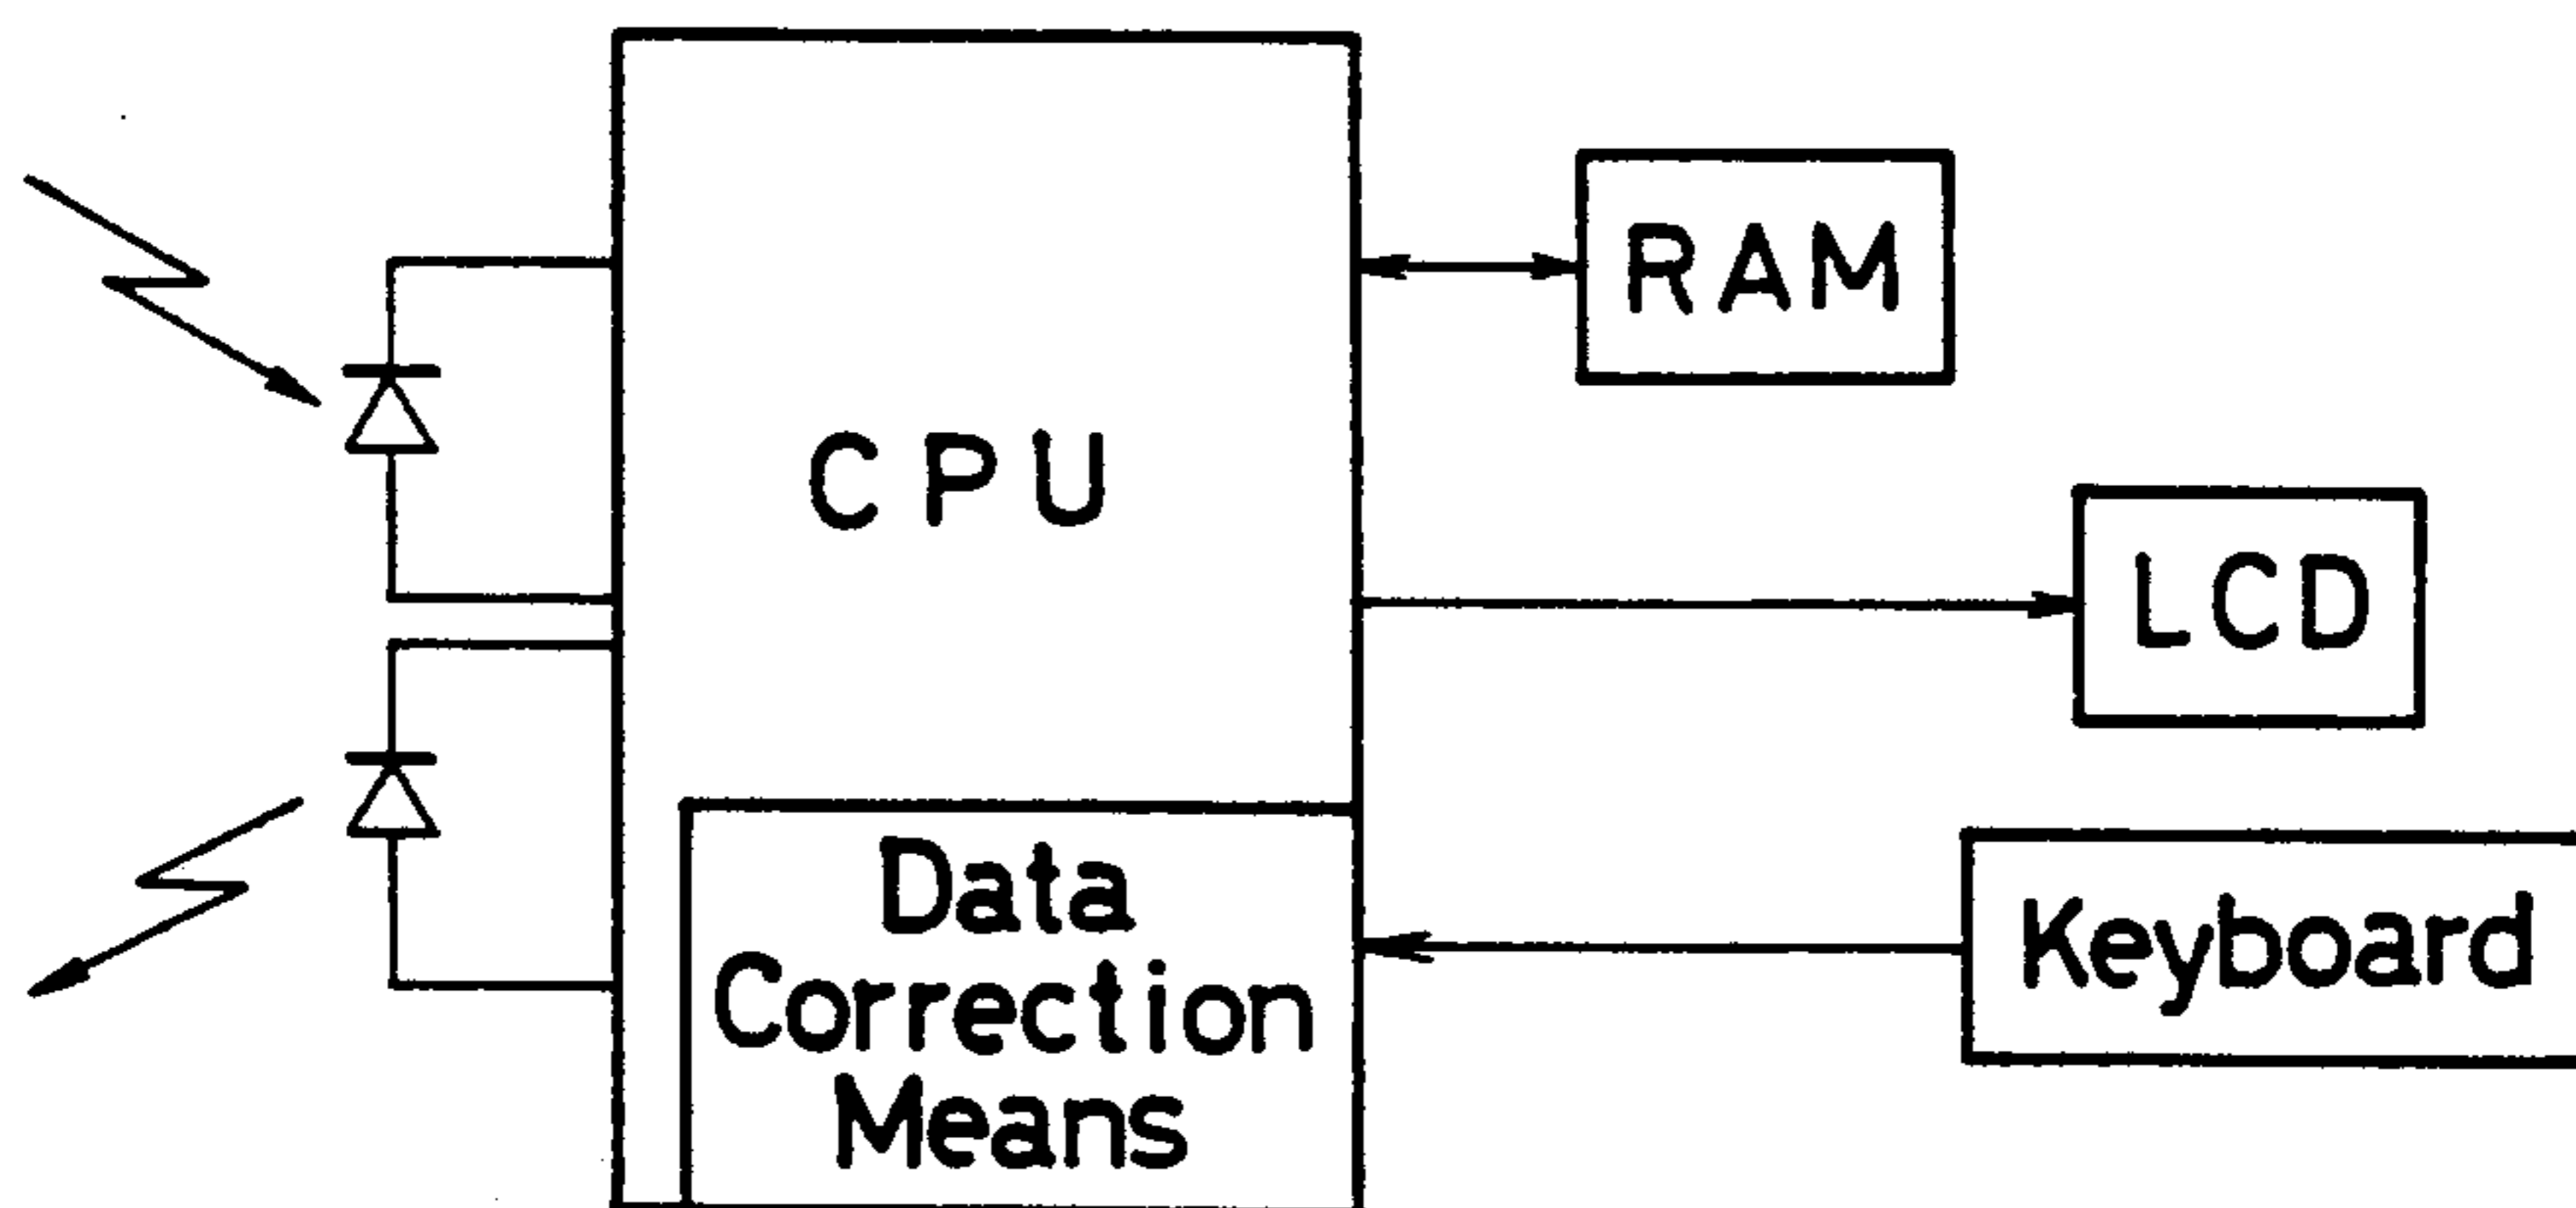 CPU
RAM
LCD
Data
Correction
Means
Keyboard